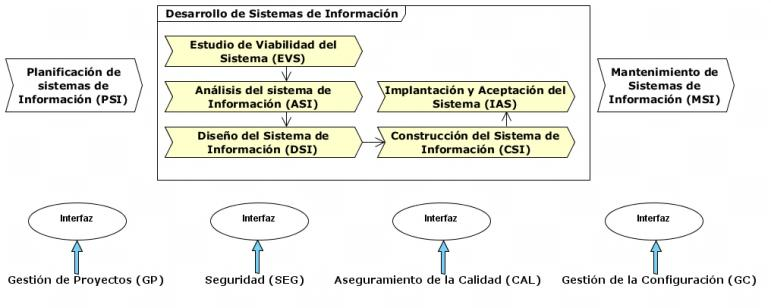 Desarrollo de Sistemas de Información
Planificación de
sistemas de
Información (PSI)
Estudio de Viabilidad del
Sistema (EVS)
Análisis del sistema de
Información (ASI)
Diseño del Sistema de
Información (DSI)
Implantación y Aceptación del
Sistema (IAS)
Construcción del Sistema de
Información (CSI)
Mantenimiento de
Sistemas de
Información (MSI)
Interfaz
Interfaz
Interfaz
Interfaz
Gestión de Proyectos (GP)
Seguridad (SEG)
Aseguramiento de la Calidad (CAL)
Gestión de la Configuración (GC)